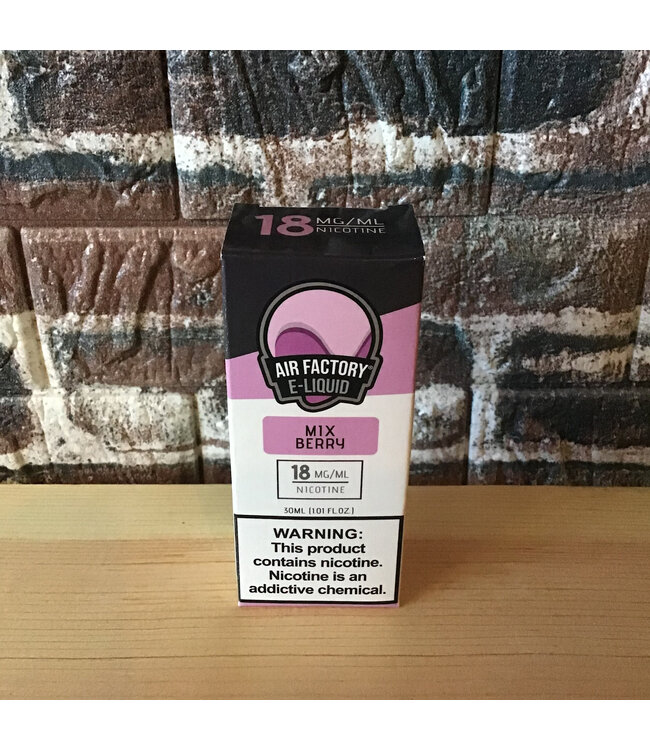 18 MG/ML
NICOTINE
AIR FACTORY®
E-LIQUID
MIX
BERRY
18 MG/ML
NICOTINE
30ML (1.01 FL.OZ.)
WARNING:
This product
contains nicotine.
Nicotine is an
addictive chemical.